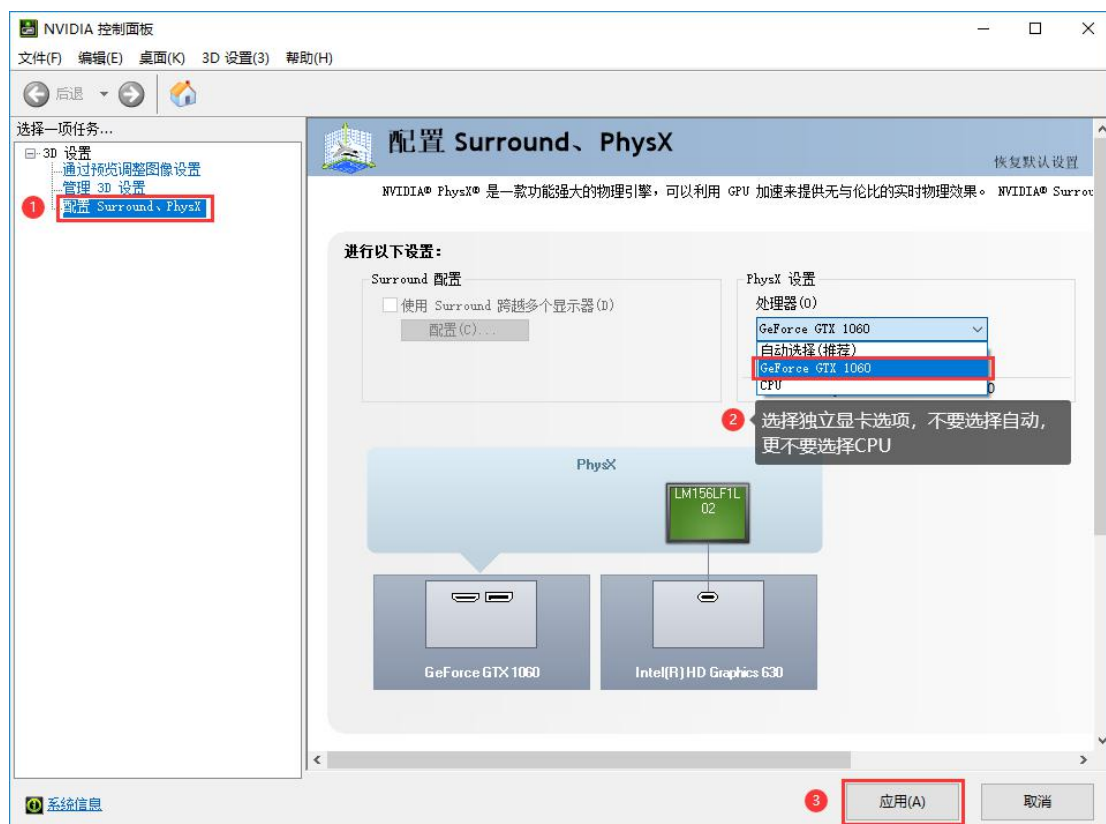 NVIDIA 控制面板
文件(F) 编辑(E) 桌面(K) 3D 设置(3) 帮助(H)
后退
选择一项任务...
3D 设置
通过预览调整图像设置
管理 3D 设置
1 配置 Surround、PhysX
配置 Surround、PhysX
恢复默认设置
NVIDIA® PhysX® 是一款功能强大的物理引擎，可以利用 GPU 加速来提供无与伦比的实时物理效果。 NVIDIA® Surrou
进行以下设置：
Surround 配置
使用 Surround 跨越多个显示器(D)
配置(C)...
PhysX 设置
处理器(O)
GeForce GTX 1060
自动选择(推荐)
GeForce GTX 1060
CPU
2 选择独立显卡选项，不要选择自动，
更不要选择CPU
PhysX
LM156LF1L
02
GeForce GTX 1060
Intel(R) HD Graphics 630
系统信息
3 应用(A)
取消